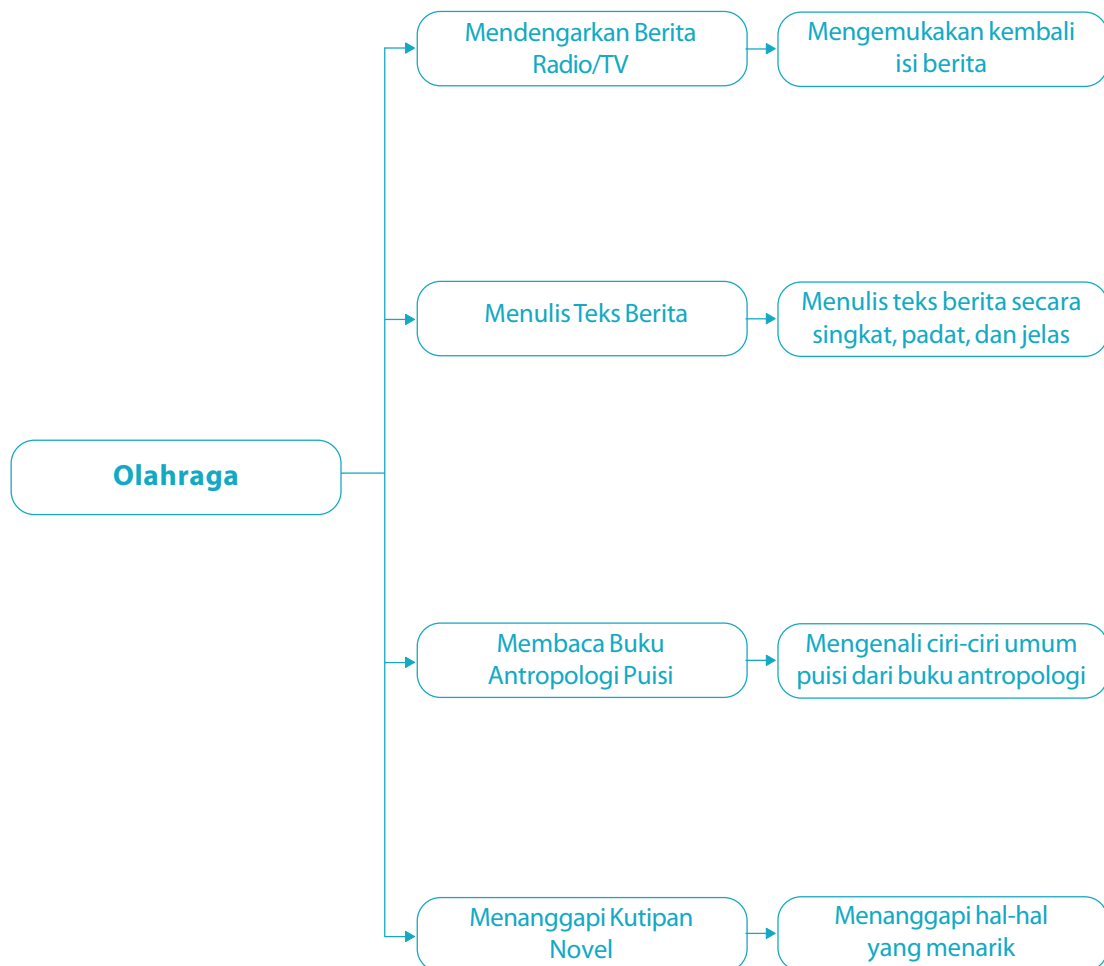 Mendengarkan Berita
Radio/TV
Mengemukakan kembali
isi berita
Menulis Teks Berita
Menulis teks berita secara
singkat, padat, dan jelas
Olahraga
Membaca Buku
Antropologi Puisi
Mengenali ciri-ciri umum
puisi dari buku antropologi
Menanggapi Kutipan
Novel
Menanggapi hal-hal
yang menarik